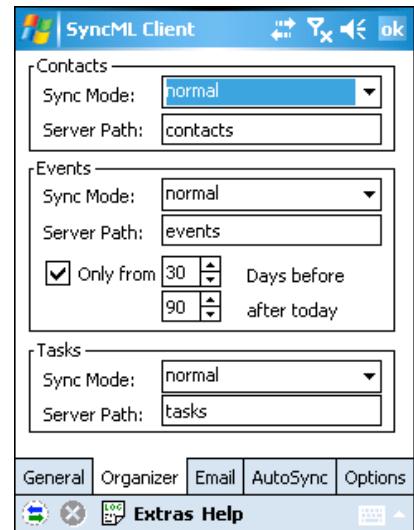 SyncML Client ok
Contacts
Sync Mode: normal
Server Path: contacts
Events
Sync Mode: normal
Server Path: events
Only from 30 Days before
90 after today
Tasks
Sync Mode: normal
Server Path: tasks
General Organizer Email AutoSync Options
LOG Extras Help